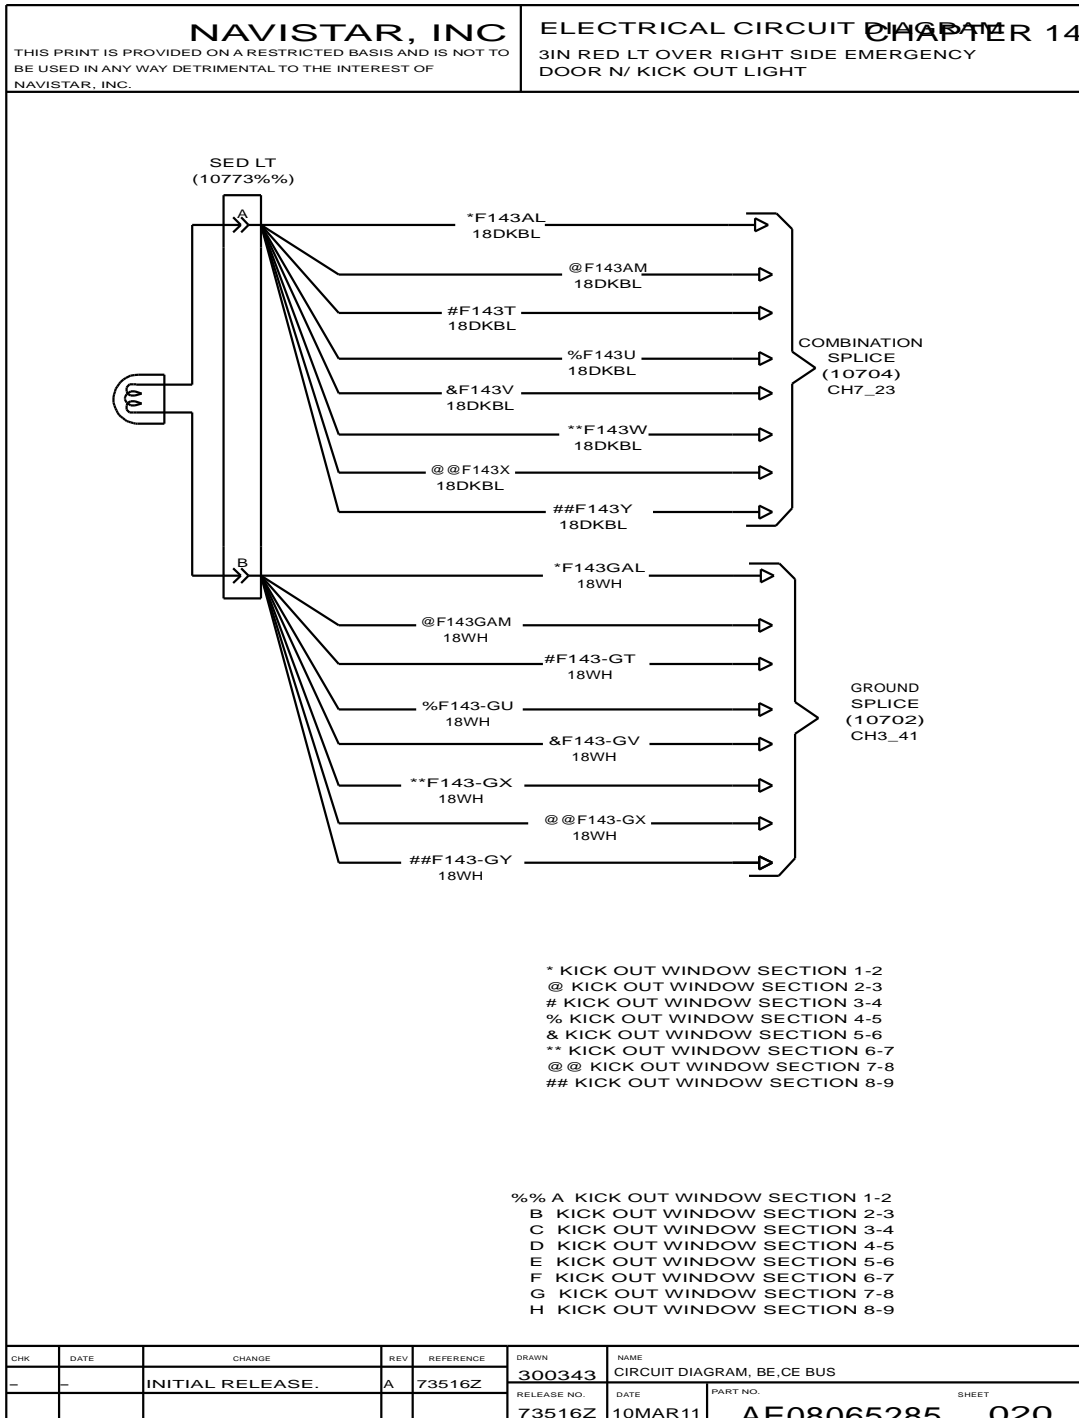 NAVISTAR, INC
THIS PRINT IS PROVIDED ON A RESTRICTED BASIS AND IS NOT TO
BE USED IN ANY WAY DETRIMENTAL TO THE INTEREST OF
NAVISTAR, INC.
ELECTRICAL CIRCUIT DIAGRAM
CHAPTER 14
3IN RED LT OVER RIGHT SIDE EMERGENCY
DOOR N/ KICK OUT LIGHT
SED LT
(10773%%)
A
*F143AL
18DKBL
@F143AM
18DKBL
#F143T
18DKBL
%F143U
18DKBL
&F143V
18DKBL
**F143W
18DKBL
@@F143X
18DKBL
##F143Y
18DKBL
COMBINATION
SPLICE
(10704)
CH7_23
B
*F143GAL
18WH
@F143GAM
18WH
#F143-GT
18WH
%F143-GU
18WH
&F143-GV
18WH
**F143-GX
18WH
@@F143-GX
18WH
##F143-GY
18WH
GROUND
SPLICE
(10702)
CH3_41
* KICK OUT WINDOW SECTION 1-2
@ KICK OUT WINDOW SECTION 2-3
# KICK OUT WINDOW SECTION 3-4
% KICK OUT WINDOW SECTION 4-5
& KICK OUT WINDOW SECTION 5-6
** KICK OUT WINDOW SECTION 6-7
@@ KICK OUT WINDOW SECTION 7-8
## KICK OUT WINDOW SECTION 8-9
%% A KICK OUT WINDOW SECTION 1-2
B KICK OUT WINDOW SECTION 2-3
C KICK OUT WINDOW SECTION 3-4
D KICK OUT WINDOW SECTION 4-5
E KICK OUT WINDOW SECTION 5-6
F KICK OUT WINDOW SECTION 6-7
G KICK OUT WINDOW SECTION 7-8
H KICK OUT WINDOW SECTION 8-9
CHK DATE CHANGE REV REFERENCE
– – INITIAL RELEASE. A 73516Z
DRAWN
300343
NAME
CIRCUIT DIAGRAM, BE,CE BUS
RELEASE NO.
73516Z
DATE
10MAR11
PART NO.
AE08065285
SHEET
020